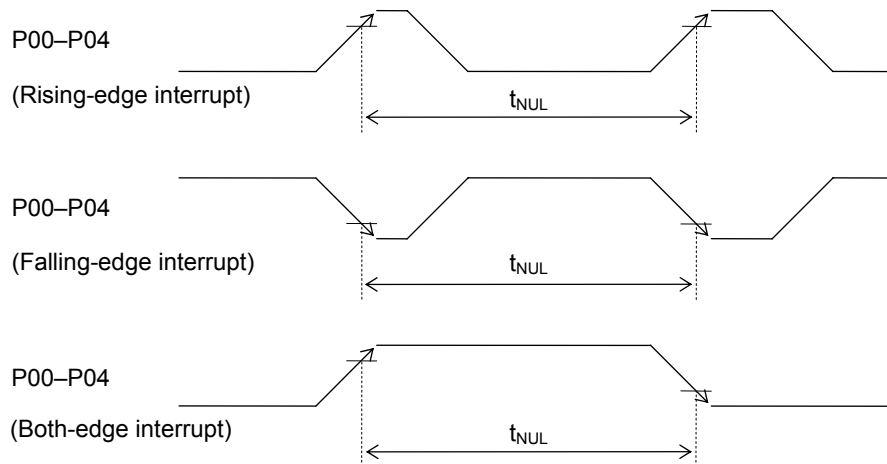 P00–P04
(Rising-edge interrupt)
tNUL
P00–P04
(Falling-edge interrupt)
tNUL
P00–P04
(Both-edge interrupt)
tNUL